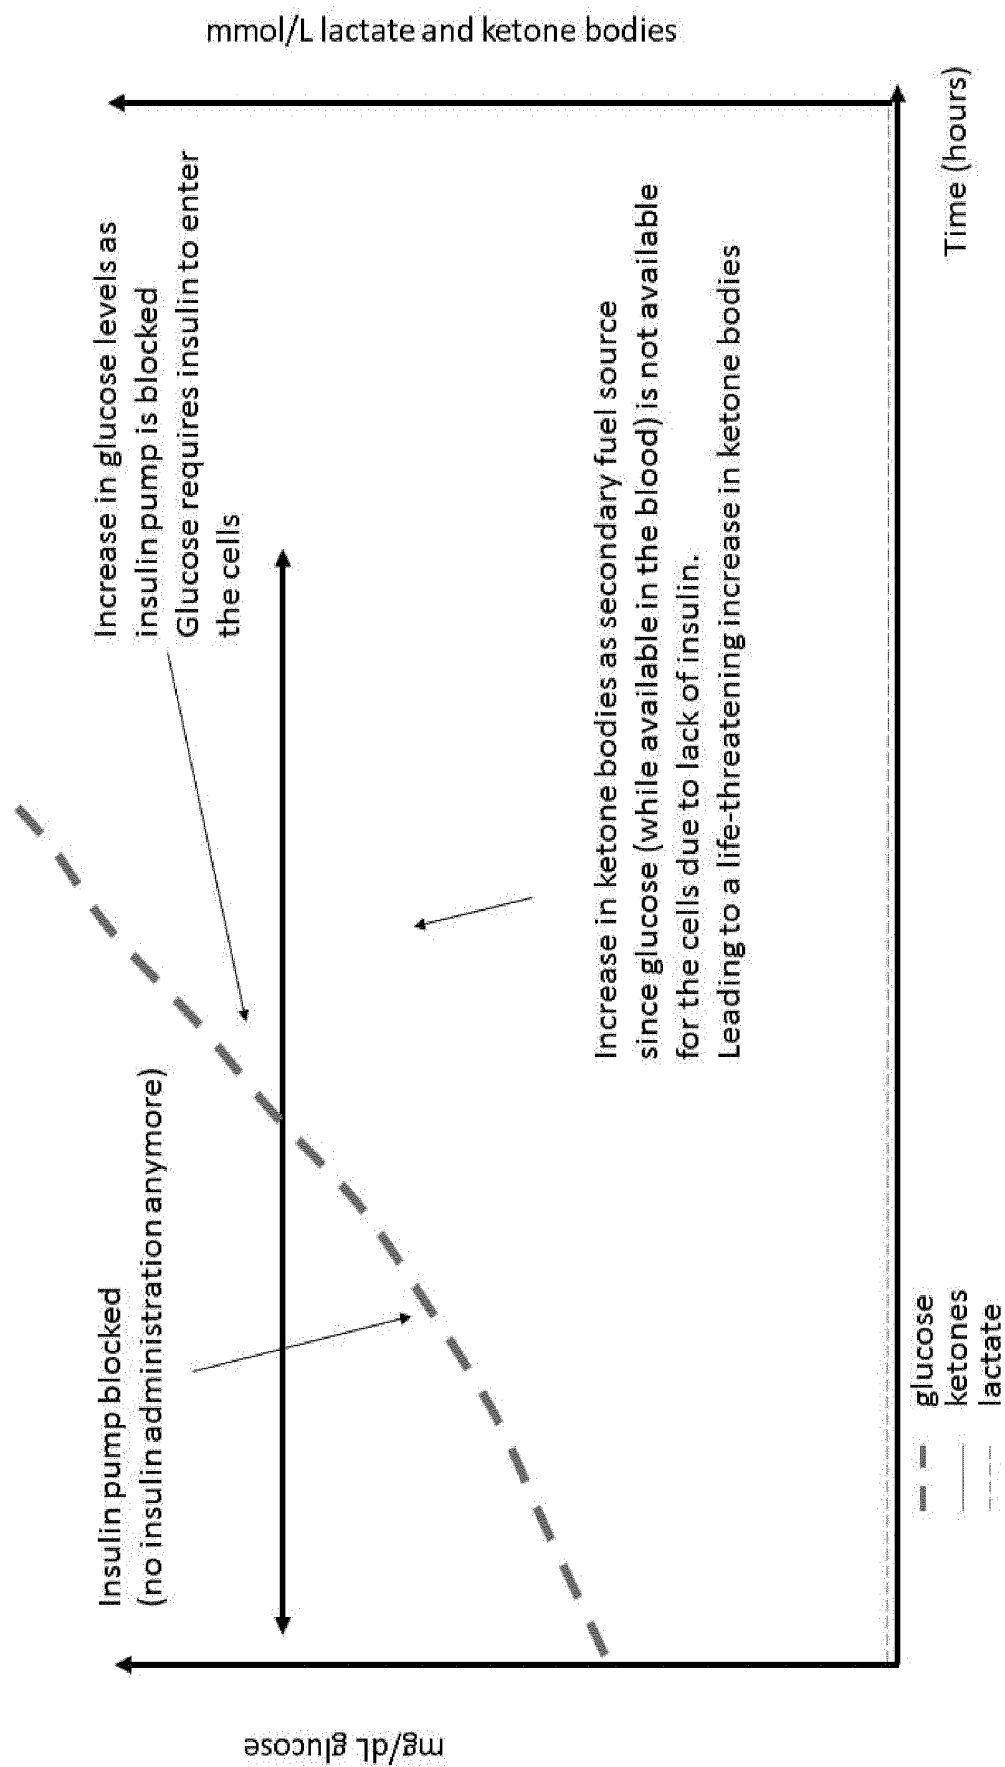 mmol/L lactate and ketone bodies
mg/dL glucose
Insulin pump blocked
(no insulin administration anymore)
Increase in glucose levels as
insulin pump is blocked
Glucose requires insulin to enter
the cells
Increase in ketone bodies as secondary fuel source
since glucose (while available in the blood) is not available
for the cells due to lack of insulin.
Leading to a life-threatening increase in ketone bodies
Time (hours)
glucose
ketones
lactate